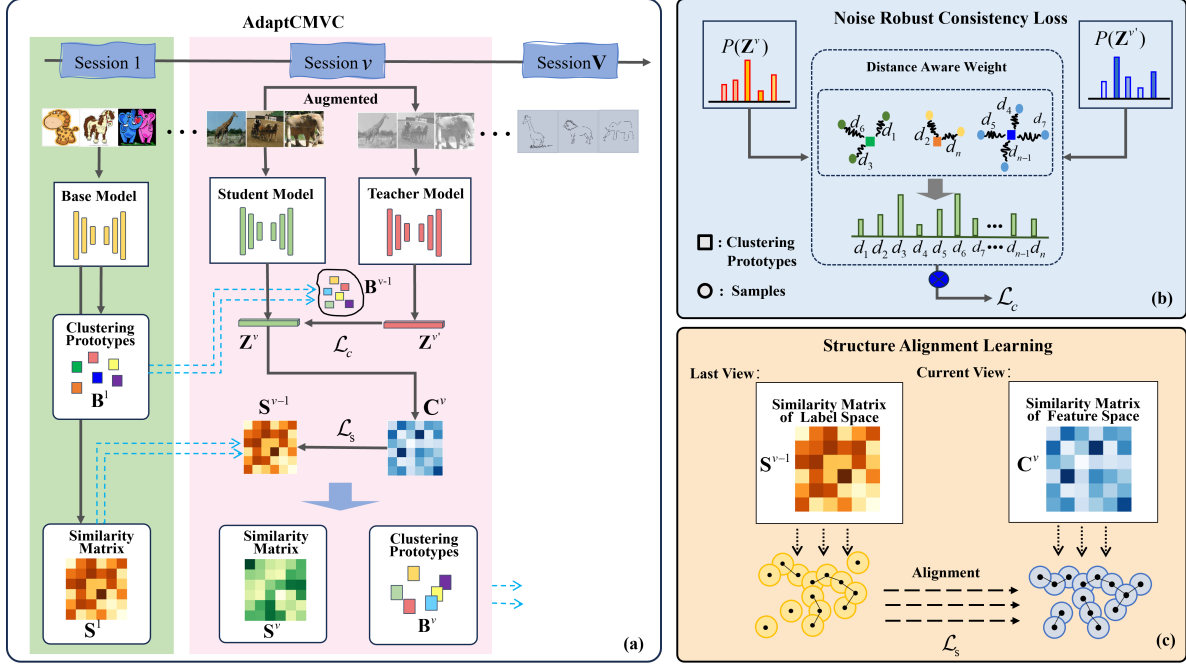 AdaptCMVC
Session 1
Session v
Session V
Augmented
Base Model
Student Model
Teacher Model
B^{v-1}
Z^v
L_c
Z^{v'}
Clustering
Prototypes
B^1
S^{v-1}
L_s
C^v
Similarity
Matrix
S^1
Similarity
Matrix
S^v
Clustering
Prototypes
B^v
(a)
Noise Robust Consistency Loss
P(Z^v)
P(Z^{v'})
Distance Aware Weight
d_6 d_1 d_3
d_2 d_n
d_4 d_5 d_7 d_{n-1}
d_1 d_2 d_3 d_4 d_5 d_6 d_7 ••• d_{n-1} d_n
: Clustering
Prototypes
: Samples
L_c
(b)
Structure Alignment Learning
Last View:
Current View:
Similarity Matrix
of Label Space
S^{v-1}
Similarity Matrix
of Feature Space
C^v
Alignment
L_s
(c)